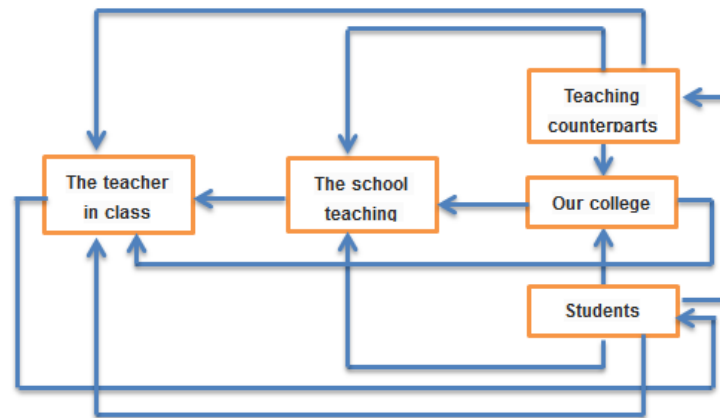 Teaching
counterparts
The teacher
in class
The school
teaching
Our college
Students